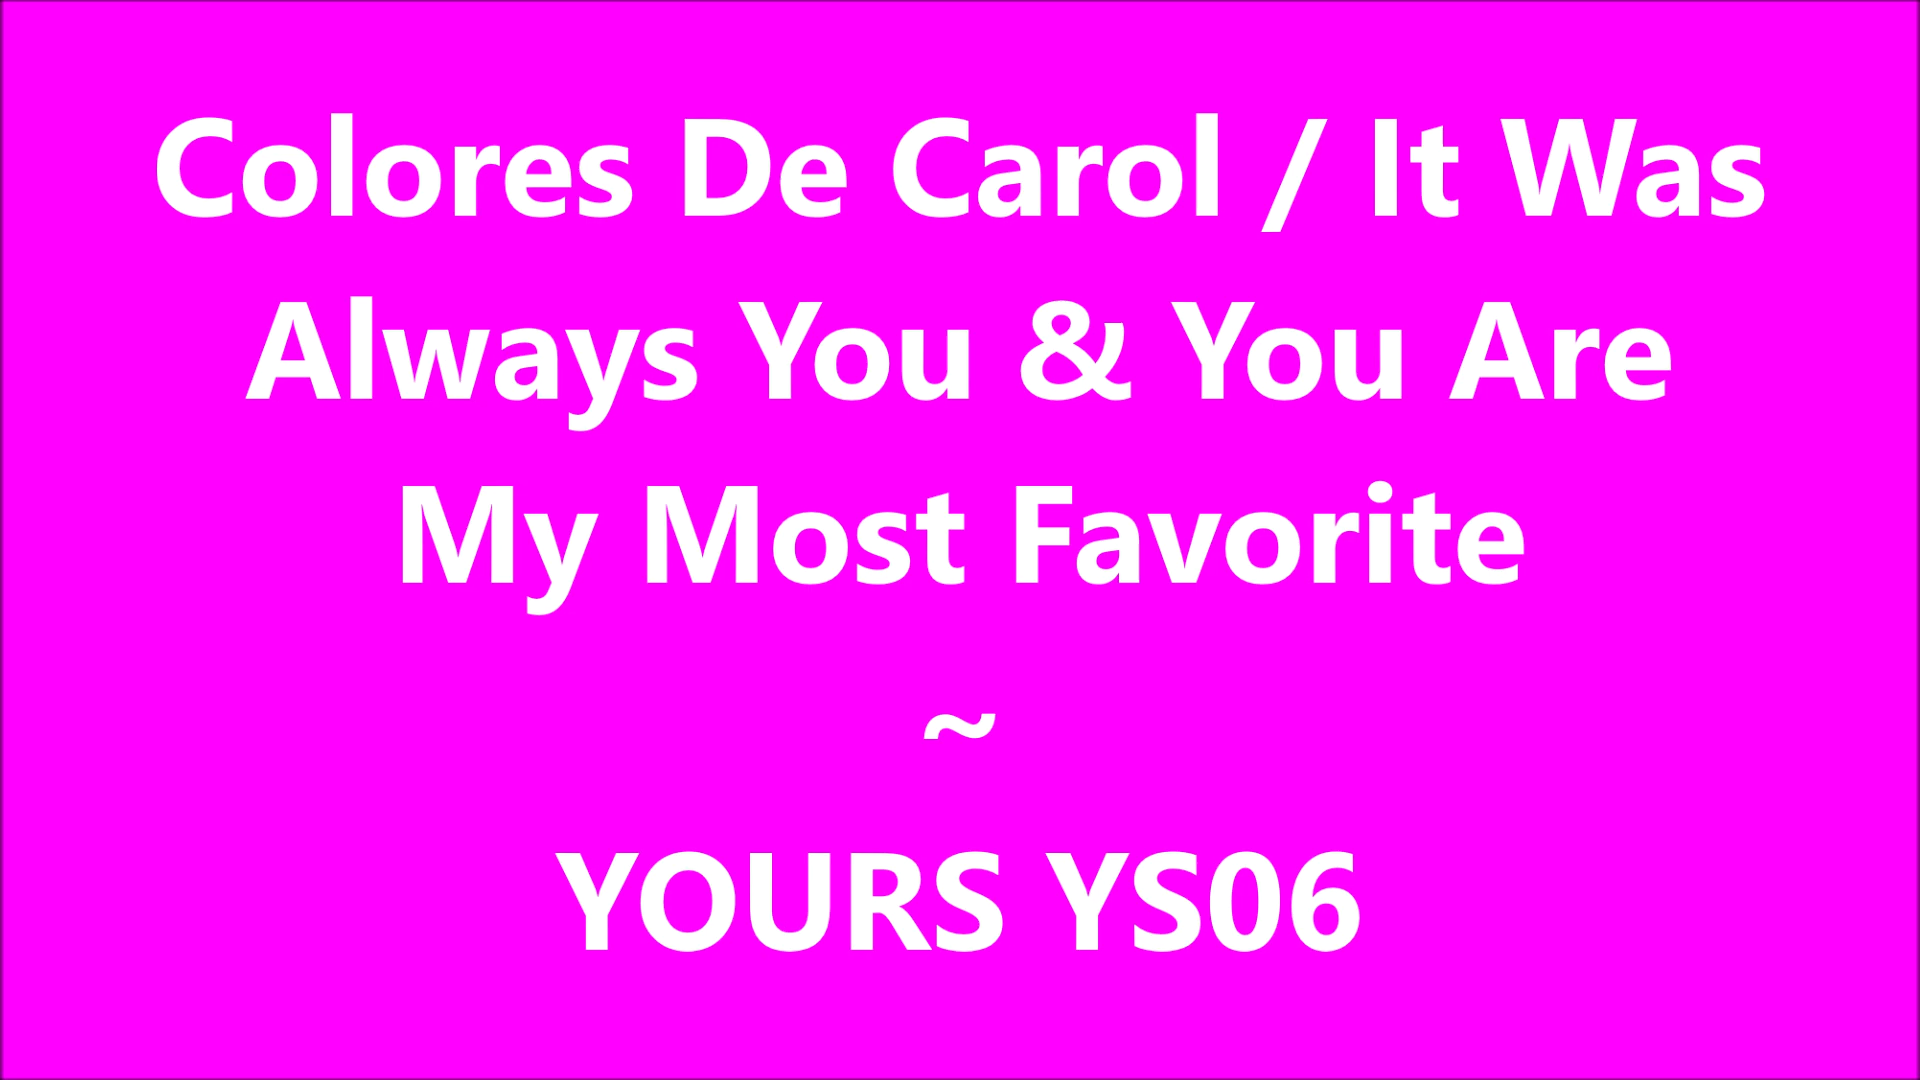 Colores De Carol / It Was
Always You & You Are
My Most Favorite
~
YOURS YS06